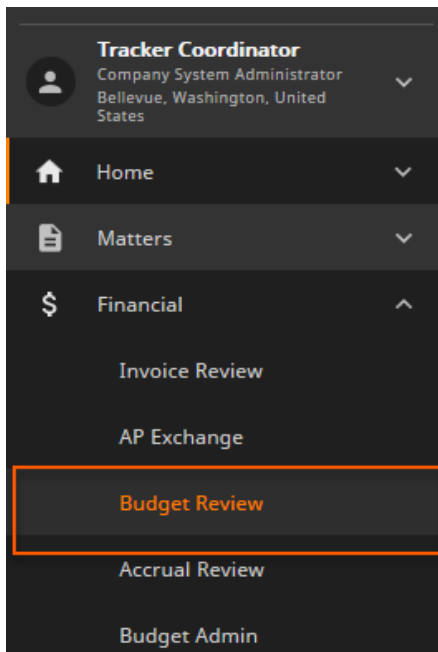 Tracker Coordinator
Company System Administrator
Bellevue, Washington, United
States
Home
Matters
$ Financial
Invoice Review
AP Exchange
Budget Review
Accrual Review
Budget Admin